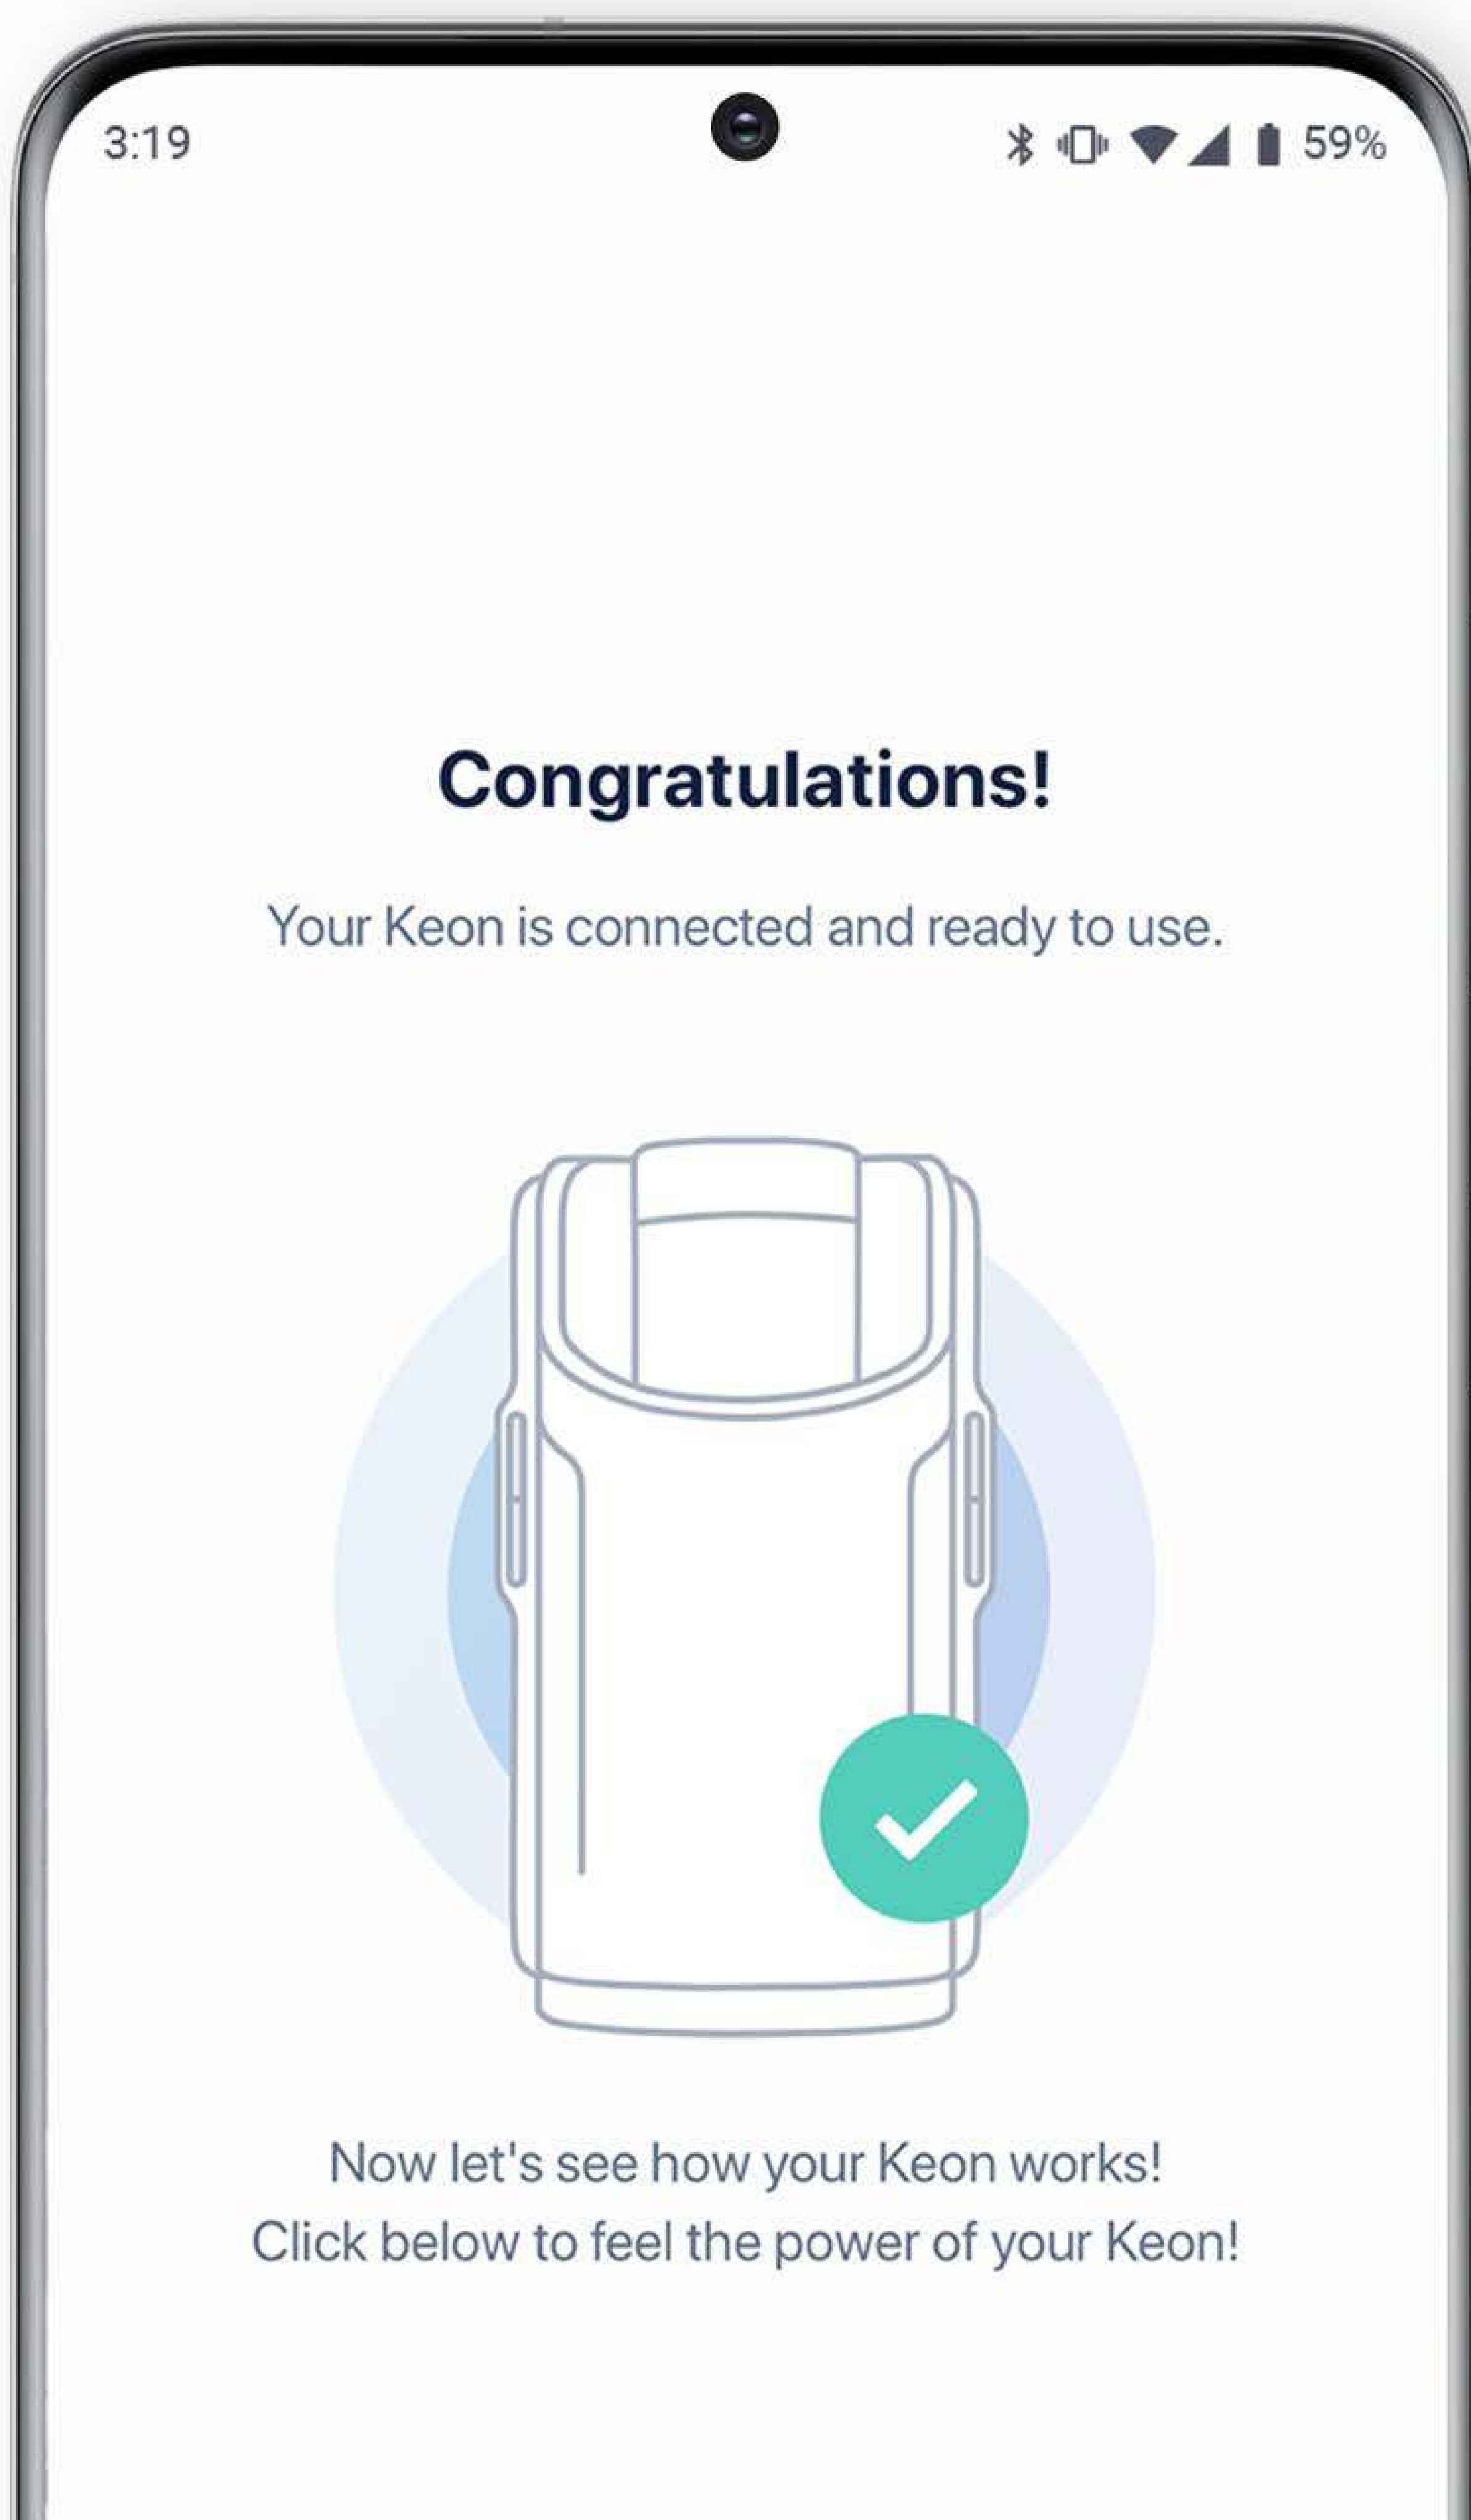 3:19
59%
Congratulations!
Your Keon is connected and ready to use.
Now let's see how your Keon works!
Click below to feel the power of your Keon!